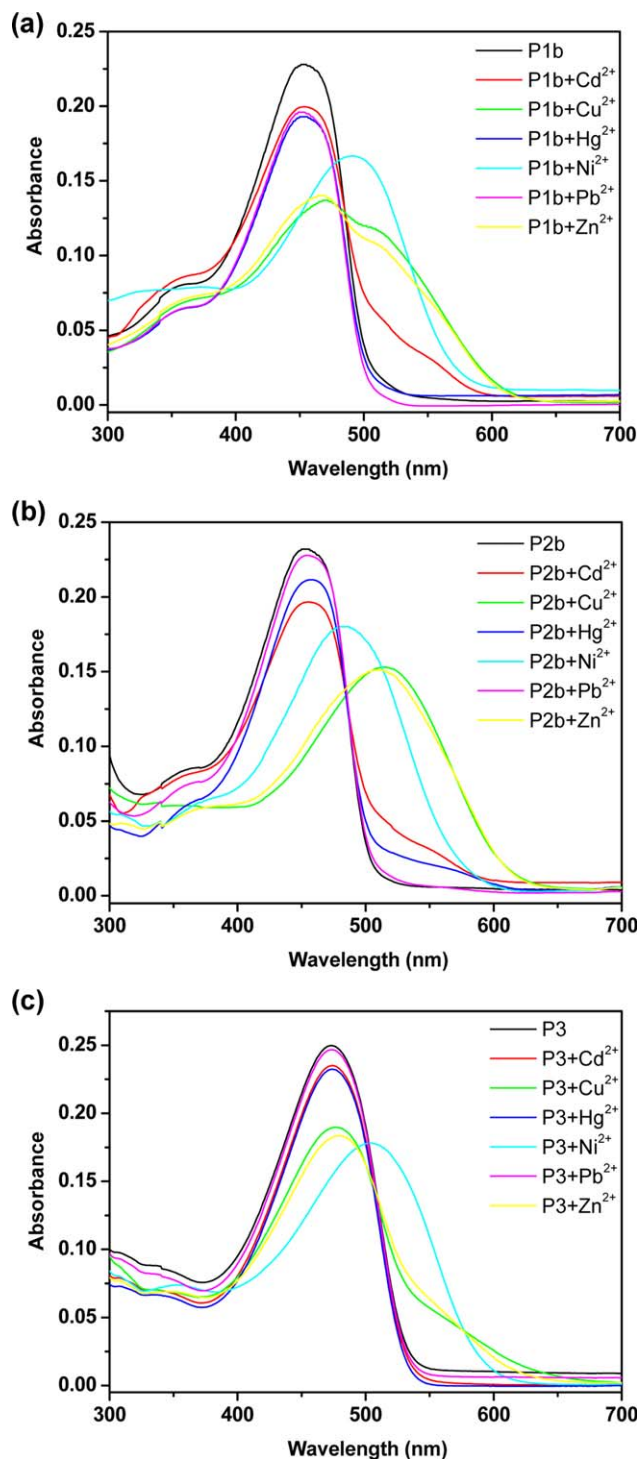 (a)
0.25
0.20
0.15
0.10
0.05
0.00
Absorbance
P1b
P1b+Cd²⁺
P1b+Cu²⁺
P1b+Hg²⁺
P1b+Ni²⁺
P1b+Pb²⁺
P1b+Zn²⁺
300 400 500 600 700
Wavelength (nm)
(b)
0.25
0.20
0.15
0.10
0.05
0.00
Absorbance
P2b
P2b+Cd²⁺
P2b+Cu²⁺
P2b+Hg²⁺
P2b+Ni²⁺
P2b+Pb²⁺
P2b+Zn²⁺
300 400 500 600 700
Wavelength (nm)
(c)
0.25
0.20
0.15
0.10
0.05
0.00
Absorbance
P3
P3+Cd²⁺
P3+Cu²⁺
P3+Hg²⁺
P3+Ni²⁺
P3+Pb²⁺
P3+Zn²⁺
300 400 500 600 700
Wavelength (nm)